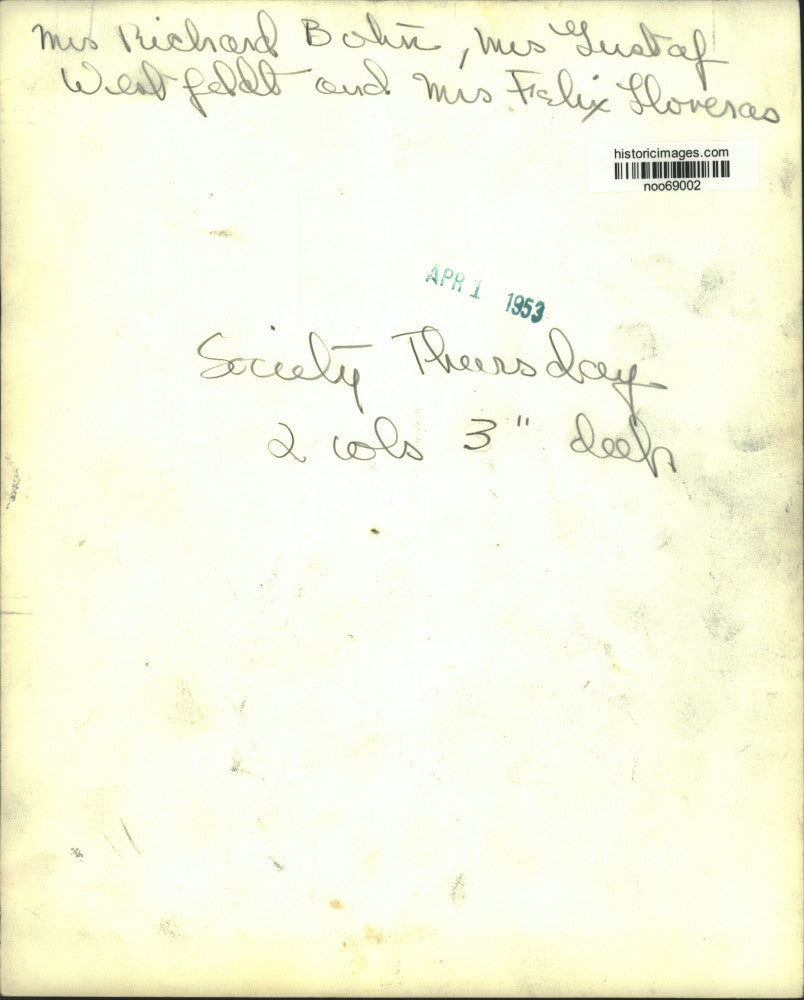 Mrs Richard Bohn, Mrs Gustaf
Westfeldt and Mrs Felix Lloveras
historicimages.com
noo69002
APR 1 1953
Society Thursday
2 cols 3" deep